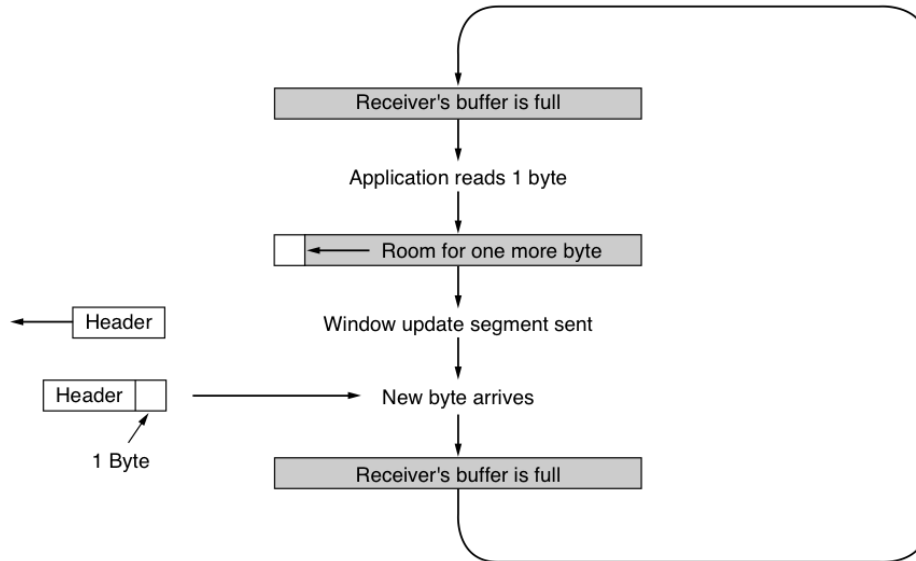 Receiver's buffer is full
Application reads 1 byte
Room for one more byte
Header
Window update segment sent
Header
New byte arrives
1 Byte
Receiver's buffer is full